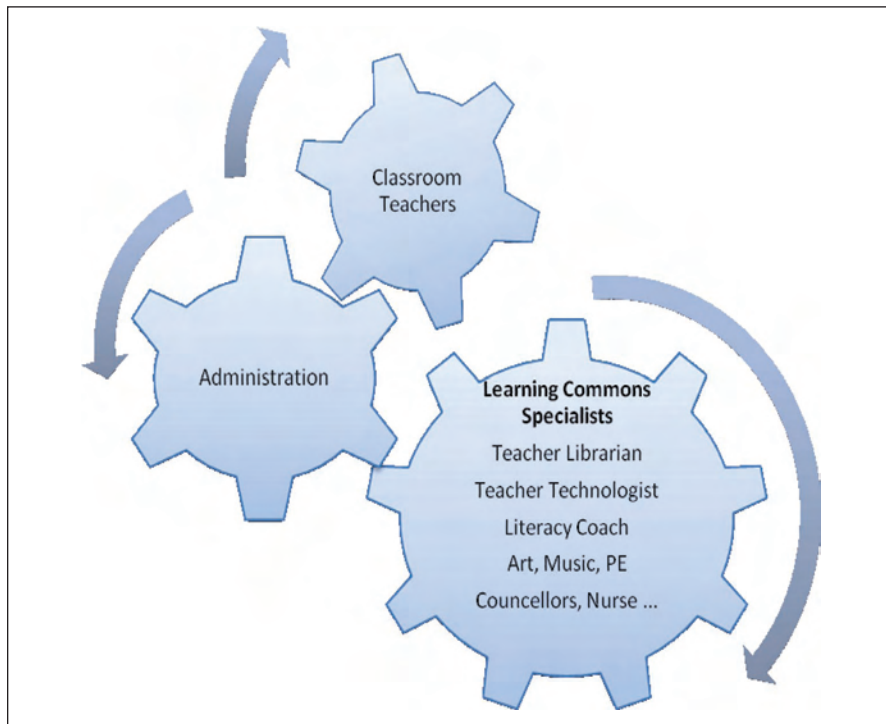 Classroom
Teachers
Administration
Learning Commons
Specialists
Teacher Librarian
Teacher Technologist
Literacy Coach
Art, Music, PE
Councellors, Nurse ...